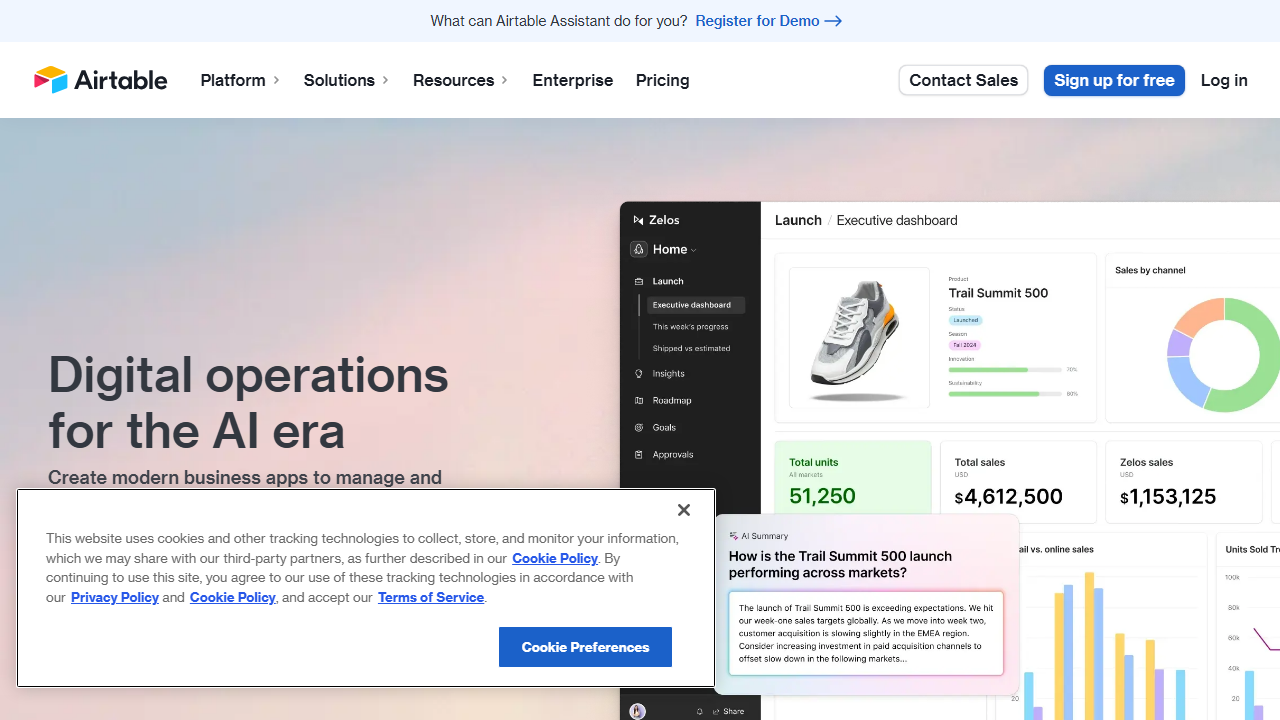 What can Airtable Assistant do for you? Register for Demo →
Airtable
Platform
Solutions
Resources
Enterprise
Pricing
Contact Sales
Sign up for free
Log in
Digital operations
for the AI era
Create modern business apps to manage and
This website uses cookies and other tracking technologies to collect, store, and monitor your information,
which we may share with our third-party partners, as further described in our Cookie Policy. By
continuing to use this site, you agree to our use of these tracking technologies in accordance with
our Privacy Policy and Cookie Policy, and accept our Terms of Service.
Cookie Preferences
Zelos
Home
Launch
Executive dashboard
This week's progress
Shipped vs estimated
Insights
Roadmap
Goals
Approvals
Share
Launch / Executive dashboard
Product
Trail Summit 500
Status
Launched
Season
Fall 2024
Innovation
70%
Sustainability
80%
Sales by channel
Total units
All markets
51,250
Total sales
USD
$4,612,500
Zelos sales
USD
$1,153,125
AI Summary
How is the Trail Summit 500 launch
performing across markets?
The launch of Trail Summit 500 is exceeding expectations. We hit
our week-one sales targets globally. As we move into week two,
customer acquisition is slowing slightly in the EMEA region.
Consider increasing investment in paid acquisition channels to
offset slow down in the following markets...
ail vs. online sales
20
Units Sold Tre
100k
80k
60k
40k
20